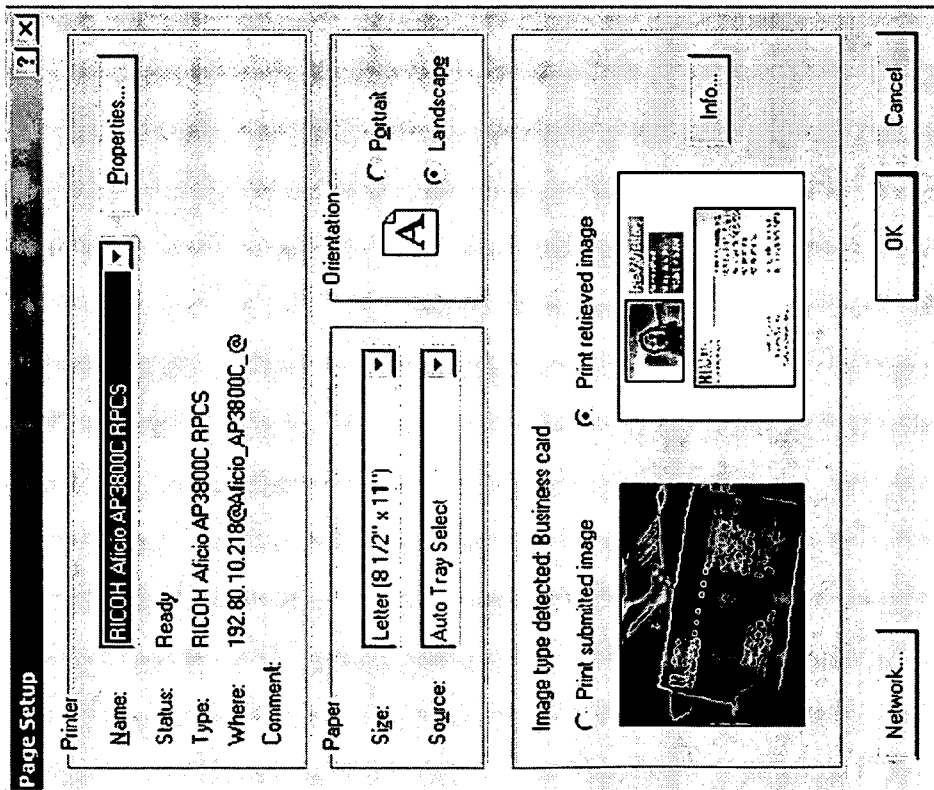 Page Setup
? X
Printer
Name: RICOH Aficio AP3800C RPCS
Properties...
Status: Ready
Type: RICOH Aficio AP3800C RPCS
Where: 192.80.10.218@Aficio_AP3800C_@
Comment:
Paper
Size: Letter (8 1/2" x 11")
Source: Auto Tray Select
Orientation
A
Portrait
Landscape
Image type detected: Business card
Print submitted image
Print retrieved image
Info...
Network...
OK
Cancel